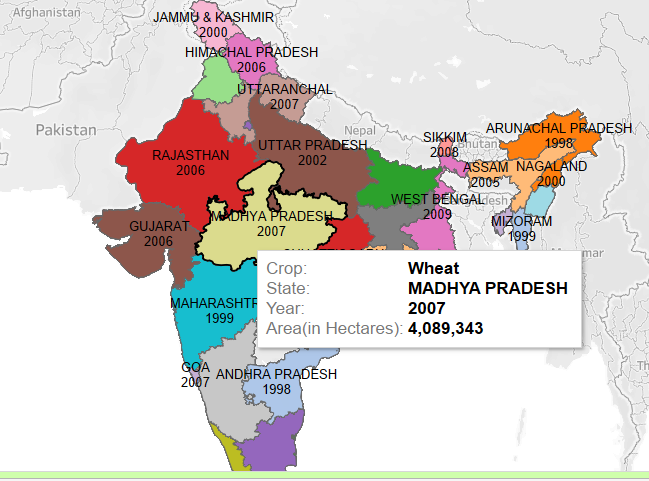 Afghanistan
JAMMU & KASHMIR
2000
HIMACHAL PRADESH
2006
UTTARANCHAL
2007
Pakistan
Nepal
UTTAR PRADESH
2002
SIKKIM
2008
Bhutan
ARUNACHAL PRADESH
1998
RAJASTHAN
2006
ASSAM
2005
NAGALAND
2000
WEST BENGAL
2009
MADHYA PRADESH
2007
GUJARAT
2006
MIZORAM
1999
Crop: Wheat
State: MADHYA PRADESH
Year: 2007
Area(in Hectares): 4,089,343
MAHARASHTR
1999
GOA
2007
ANDHRA PRADESH
1998